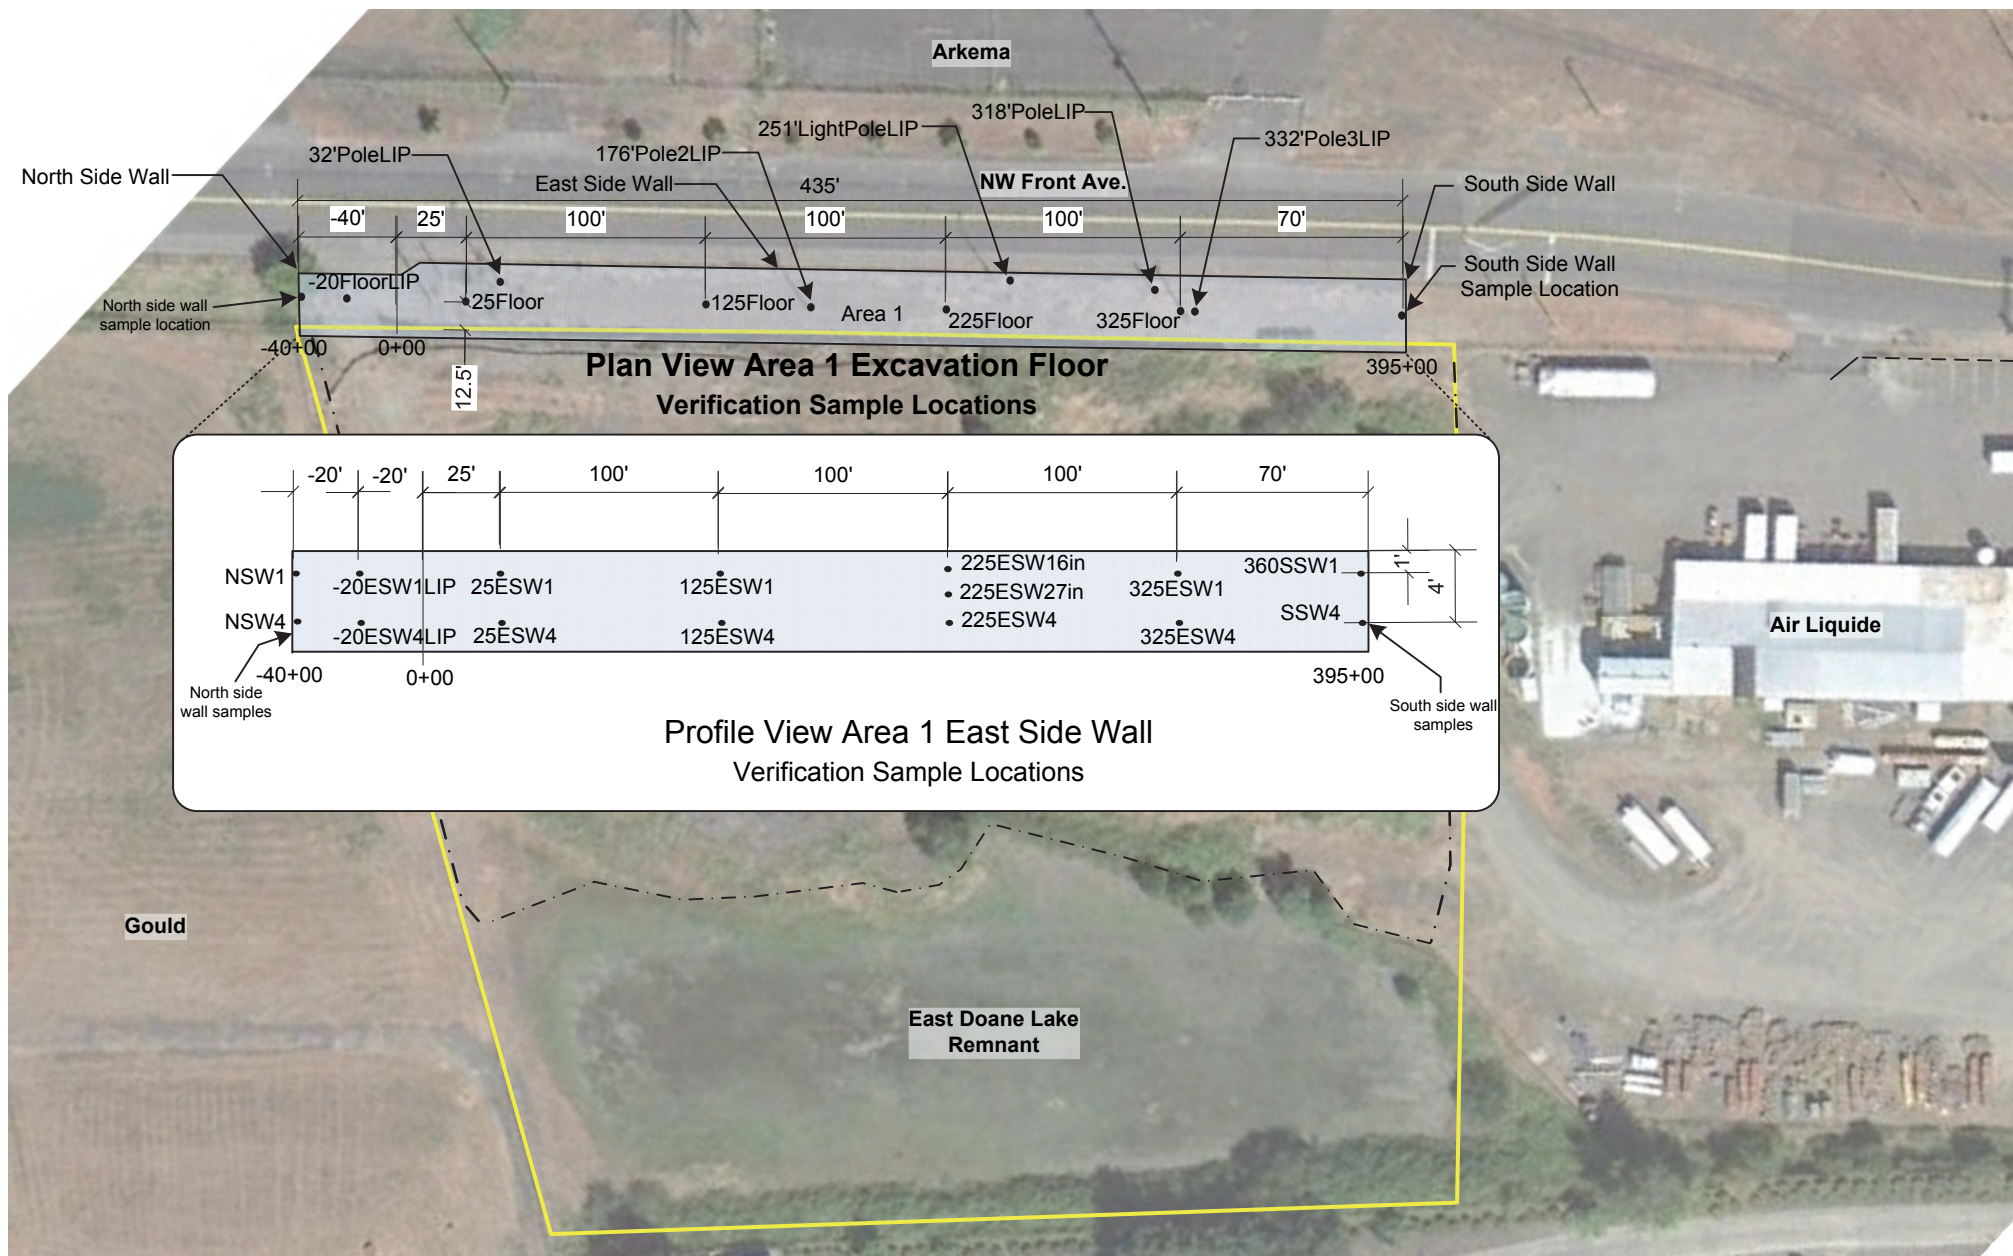 Arkema
318'PoleLIP
251'LightPoleLIP
332'Pole3LIP
32'PoleLIP
176'Pole2LIP
North Side Wall
East Side Wall
435'
NW Front Ave.
South Side Wall
-40'
25'
100'
100'
100'
70'
-20FloorLIP
South Side Wall
Sample Location
North side wall
sample location
25Floor
125Floor
Area 1
225Floor
325Floor
-40+00
0+00
12.5'
395+00
Plan View Area 1 Excavation Floor
Verification Sample Locations
-20'
-20'
25'
100'
100'
100'
70'
NSW1
-20ESW1LIP
25ESW1
125ESW1
225ESW16in
225ESW27in
325ESW1
360SSW1
1'
4'
NSW4
-20ESW4LIP
25ESW4
125ESW4
225ESW4
325ESW4
SSW4
-40+00
0+00
395+00
North side
wall samples
South side wall
samples
Profile View Area 1 East Side Wall
Verification Sample Locations
Air Liquide
Gould
East Doane Lake
Remnant